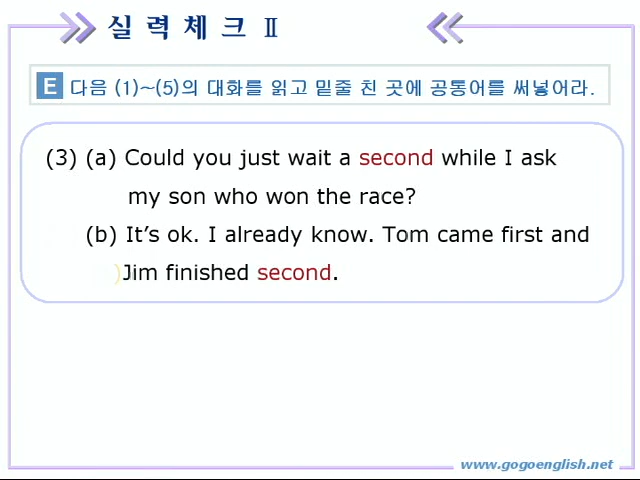 실 력 체 크 Ⅱ
E 다음 (1)~(5)의 대화를 읽고 밑줄 친 곳에 공통어를 써넣어라.
(3) (a) Could you just wait a second while I ask
my son who won the race?
(b) It’s ok. I already know. Tom came first and
Jim finished second.
www.gogoenglish.net